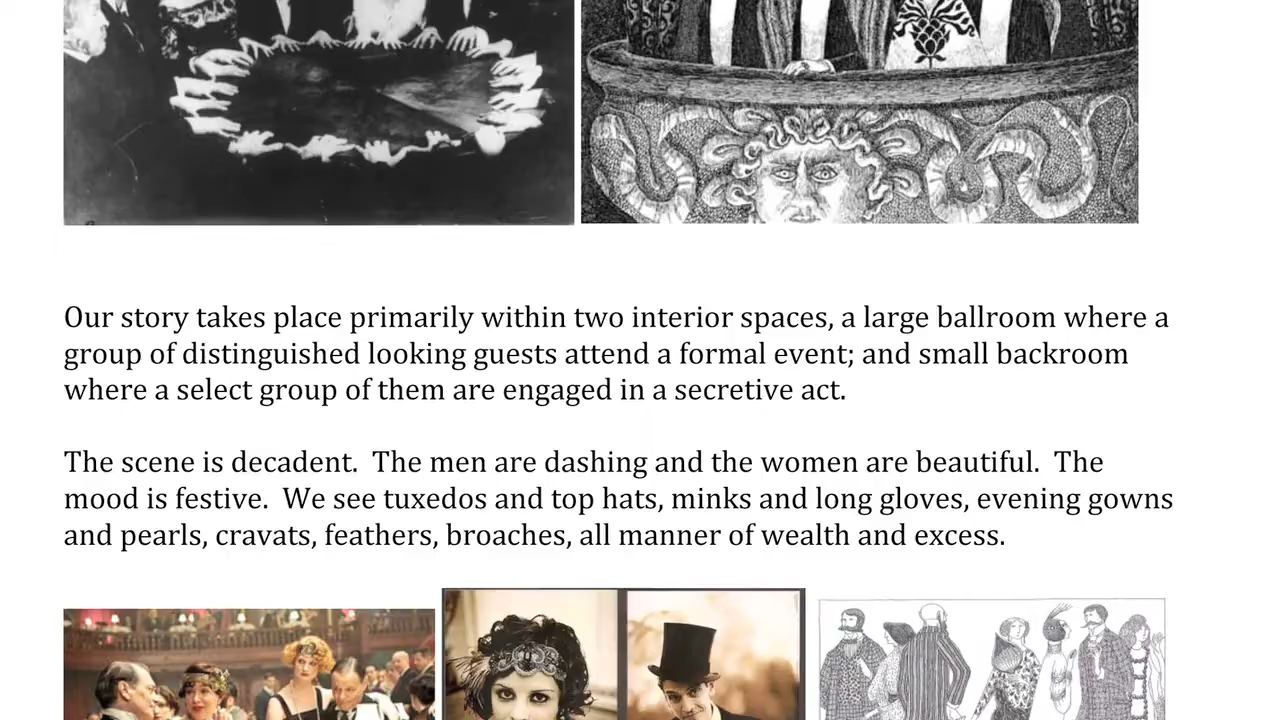 Our story takes place primarily within two interior spaces, a large ballroom where a
group of distinguished looking guests attend a formal event; and small backroom
where a select group of them are engaged in a secretive act.
The scene is decadent.  The men are dashing and the women are beautiful.  The
mood is festive.  We see tuxedos and top hats, minks and long gloves, evening gowns
and pearls, cravats, feathers, broaches, all manner of wealth and excess.